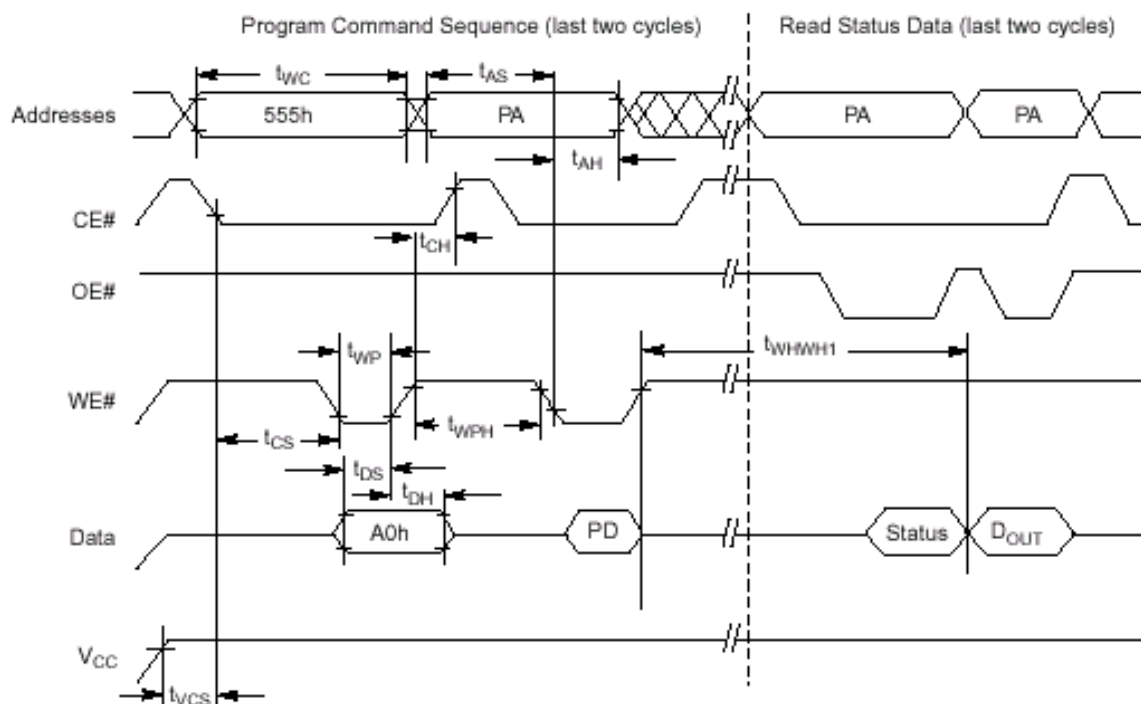 Program Command Sequence (last two cycles)
Read Status Data (last two cycles)
tWC
tAS
Addresses
555h
PA
PA
PA
tAH
CE#
tCH
OE#
tWP
tWHWH1
WE#
tCS
tWPH
tDS
tDH
Data
A0h
PD
Status
DOUT
VCC
tVCS